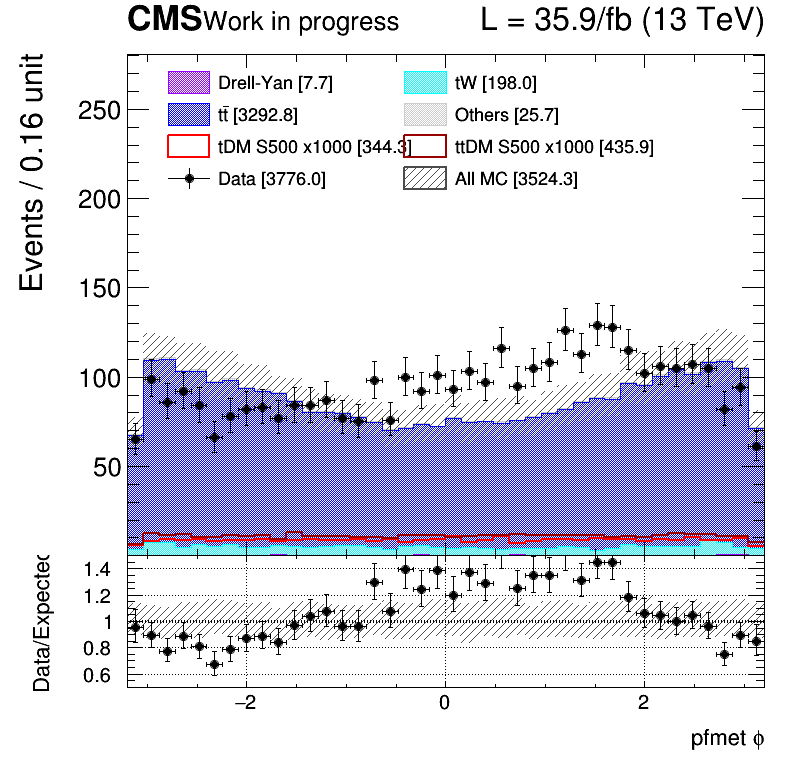 CMS Work in progress L = 35.9/fb (13 TeV)
Events / 0.16 unit
Drell-Yan [7.7] tW [198.0]
tt̄ [3292.8] Others [25.7]
tDM S500 x1000 [344.3] ttDM S500 x1000 [435.9]
Data [3776.0] All MC [3524.3]
250
200
150
100
50
Data/Expected
1.4
1.2
1
0.8
0.6
−2 0 2
pfmet ϕ